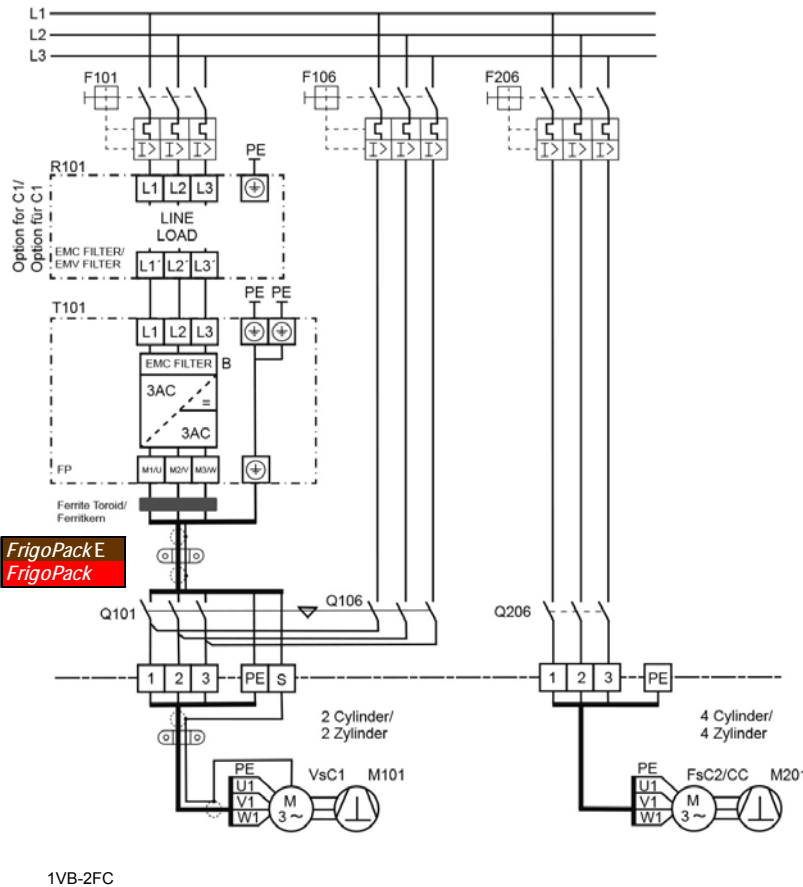 L1
L2
L3
F101
F106
F206
I> I> I>
I> I> I>
I> I> I>
PE
R101
L1 L2 L3
Option for C1/
Option für C1
LINE
LOAD
EMC FILTER/
EMV FILTER
L1´ L2´ L3´
PE PE
T101
L1 L2 L3
EMC FILTER B
3AC
=
3AC
FP
M1/U M2/V M3/W
Ferrite Toroid/
Ferritkern
FrigoPack E
FrigoPack
Q101
Q106
Q206
1 2 3 PE S
1 2 3 PE
2 Cylinder/
2 Zylinder
4 Cylinder/
4 Zylinder
PE
U1
V1
W1
M
3 ~
VsC1 M101
PE
U1
V1
W1
M
3 ~
FsC2/CC M201
1VB-2FC